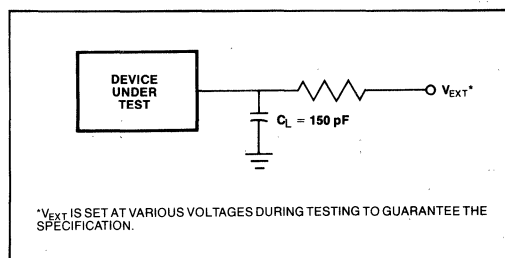 DEVICE
UNDER
TEST
V_EXT*
C_L = 150 pF
*V_EXT IS SET AT VARIOUS VOLTAGES DURING TESTING TO GUARANTEE THE
SPECIFICATION.